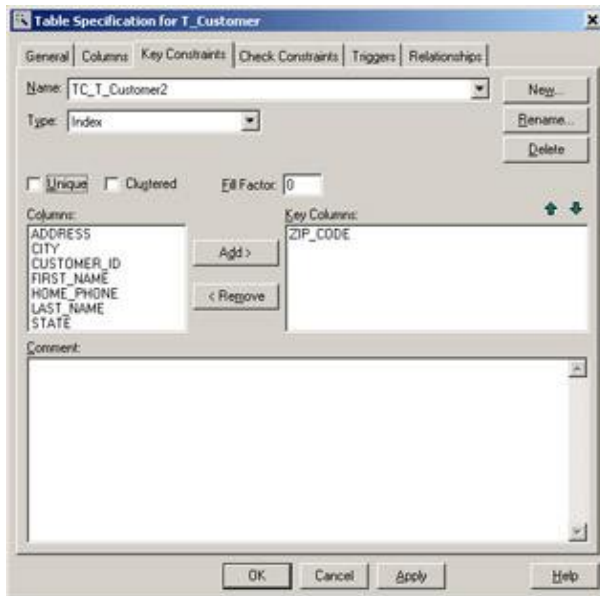 Table Specification for T_Customer
General Columns Key Constraints Check Constraints Triggers Relationships
Name: TC_T_Customer2 New...
Type: Index Rename...
Delete
Unique Clustered Fill Factor: 0
Columns: Key Columns:
ADDRESS ZIP_CODE
CITY
CUSTOMER_ID
FIRST_NAME
HOME_PHONE
LAST_NAME
STATE
Add >
< Remove
Comment:
OK Cancel Apply Help